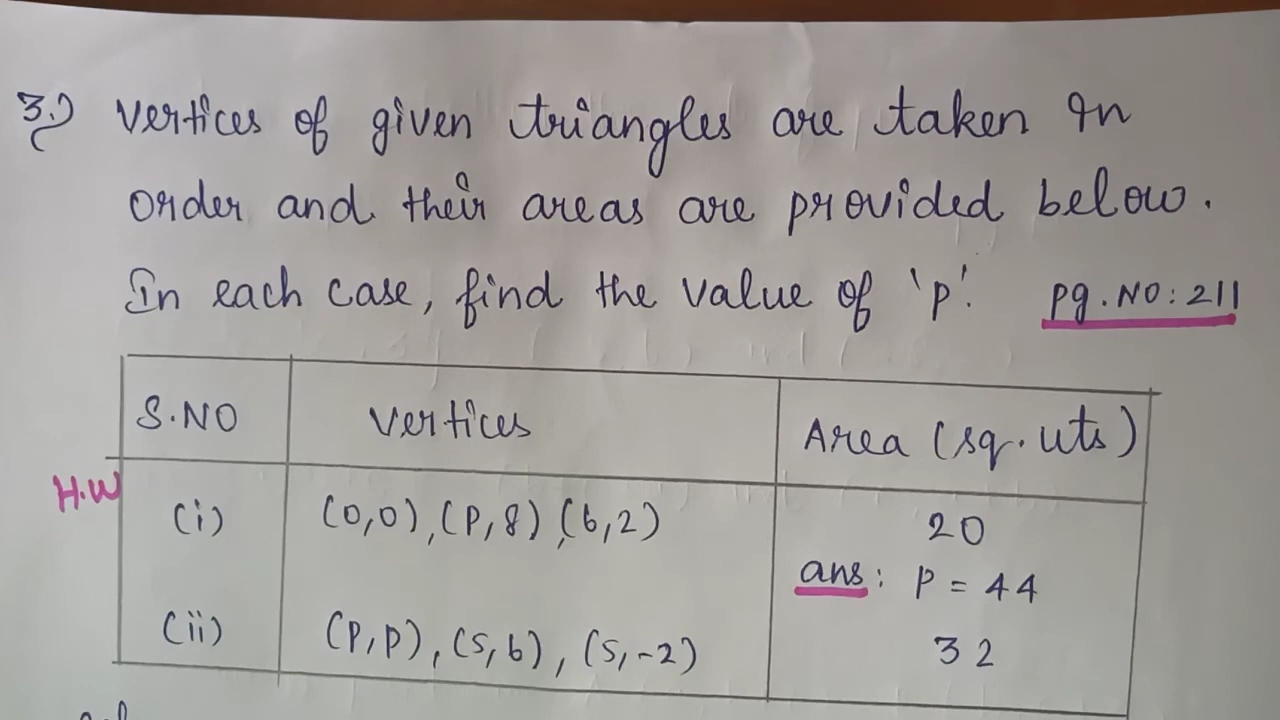 3.) Vertices of given triangles are taken in
order and their areas are provided below.
In each case, find the value of 'p'. pg.NO:211
S.NO Vertices Area (sq.uts)
H.W (i) (0,0), (P,8), (6,2) 20
ans: P = 44
(ii) (P,P), (5,6), (5,-2) 32